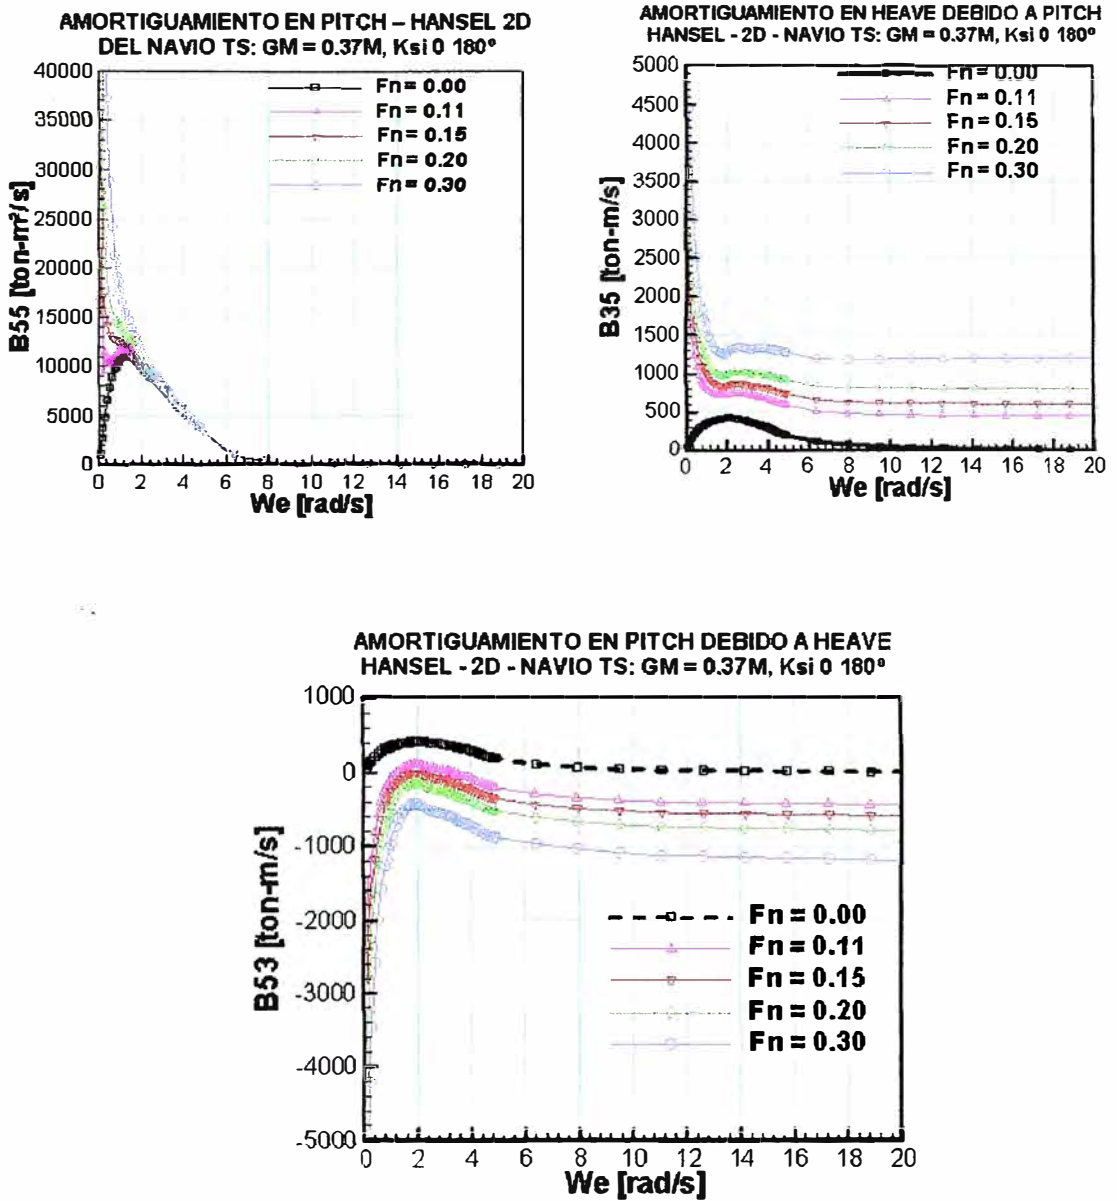 AMORTIGUAMIENTO EN PITCH – HANSEL 2D
DEL NAVIO TS: GM = 0.37M, Ksi 0 180º
40000
35000
30000
25000
20000
15000
10000
5000
0
B55 [ton-m²/s]
Fn = 0.00
Fn = 0.11
Fn = 0.15
Fn = 0.20
Fn = 0.30
0 2 4 6 8 10 12 14 16 18 20
We [rad/s]
AMORTIGUAMIENTO EN HEAVE DEBIDO A PITCH
HANSEL - 2D - NAVIO TS: GM = 0.37M, Ksi 0 180º
5000
4500
4000
3500
3000
2500
2000
1500
1000
500
0
B35 [ton-m/s]
Fn = 0.00
Fn = 0.11
Fn = 0.15
Fn = 0.20
Fn = 0.30
0 2 4 6 8 10 12 14 16 18 20
We [rad/s]
AMORTIGUAMIENTO EN PITCH DEBIDO A HEAVE
HANSEL - 2D - NAVIO TS: GM = 0.37M, Ksi 0 180º
1000
0
-1000
-2000
-3000
-4000
-5000
B53 [ton-m/s]
Fn = 0.00
Fn = 0.11
Fn = 0.15
Fn = 0.20
Fn = 0.30
0 2 4 6 8 10 12 14 16 18 20
We [rad/s]